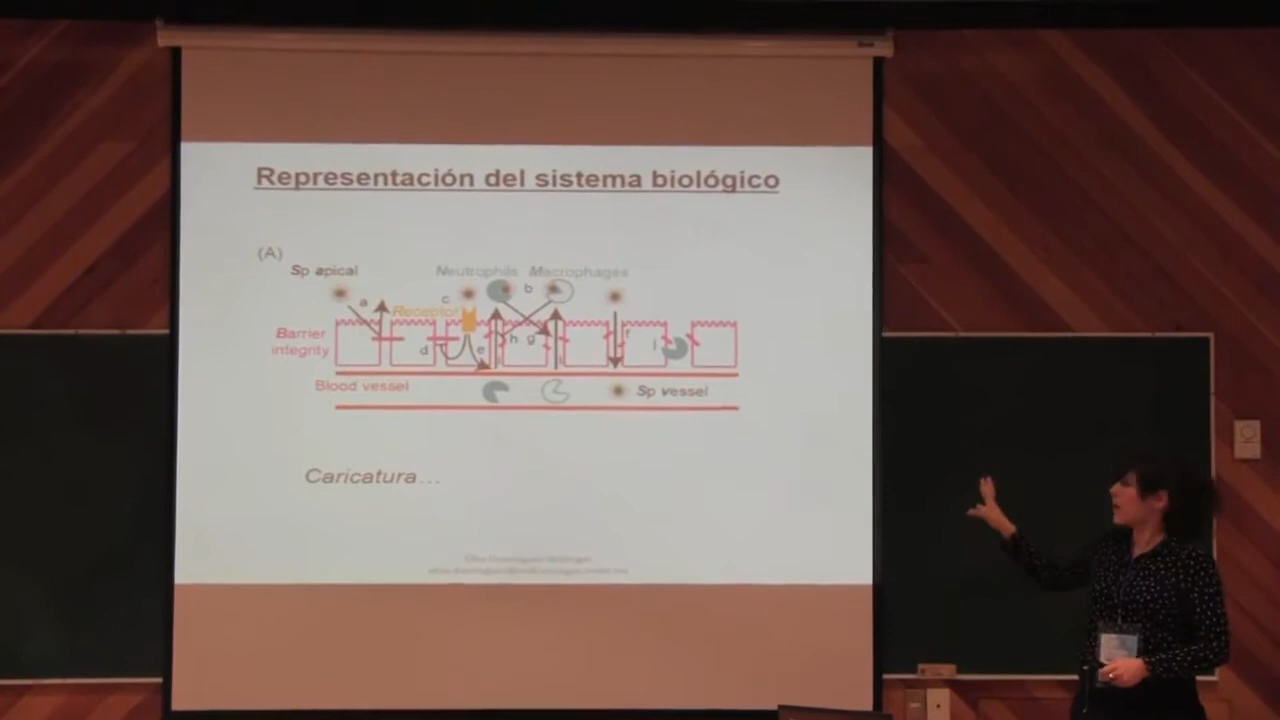 Representación del sistema biológico
(A)
Sp apical
Neutrophils
Macrophages
a
c
b
Receptor
Barrier
integrity
d
e
h
g
f
Blood vessel
Sp vessel
Caricatura...